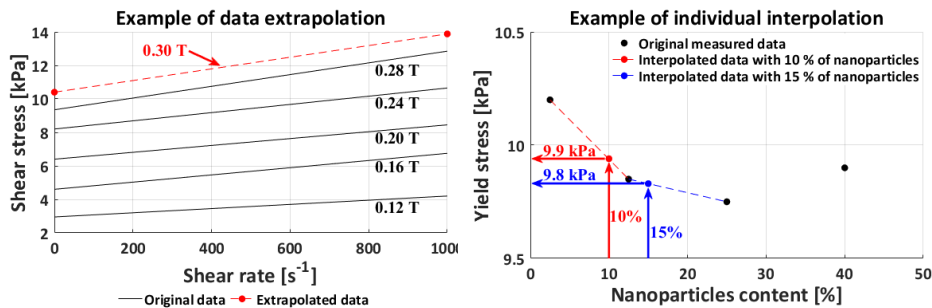 Example of data extrapolation
Shear stress [kPa]
14
12
10
8
6
4
2
0.30 T
0.28 T
0.24 T
0.20 T
0.16 T
0.12 T
0
200
400
600
800
1000
Shear rate [s⁻¹]
Original data
Extrapolated data
Example of individual interpolation
Yield stress [kPa]
10.5
10
9.5
Original measured data
Interpolated data with 10 % of nanoparticles
Interpolated data with 15 % of nanoparticles
9.9 kPa
9.8 kPa
10%
15%
0
10
20
30
40
50
Nanoparticles content [%]